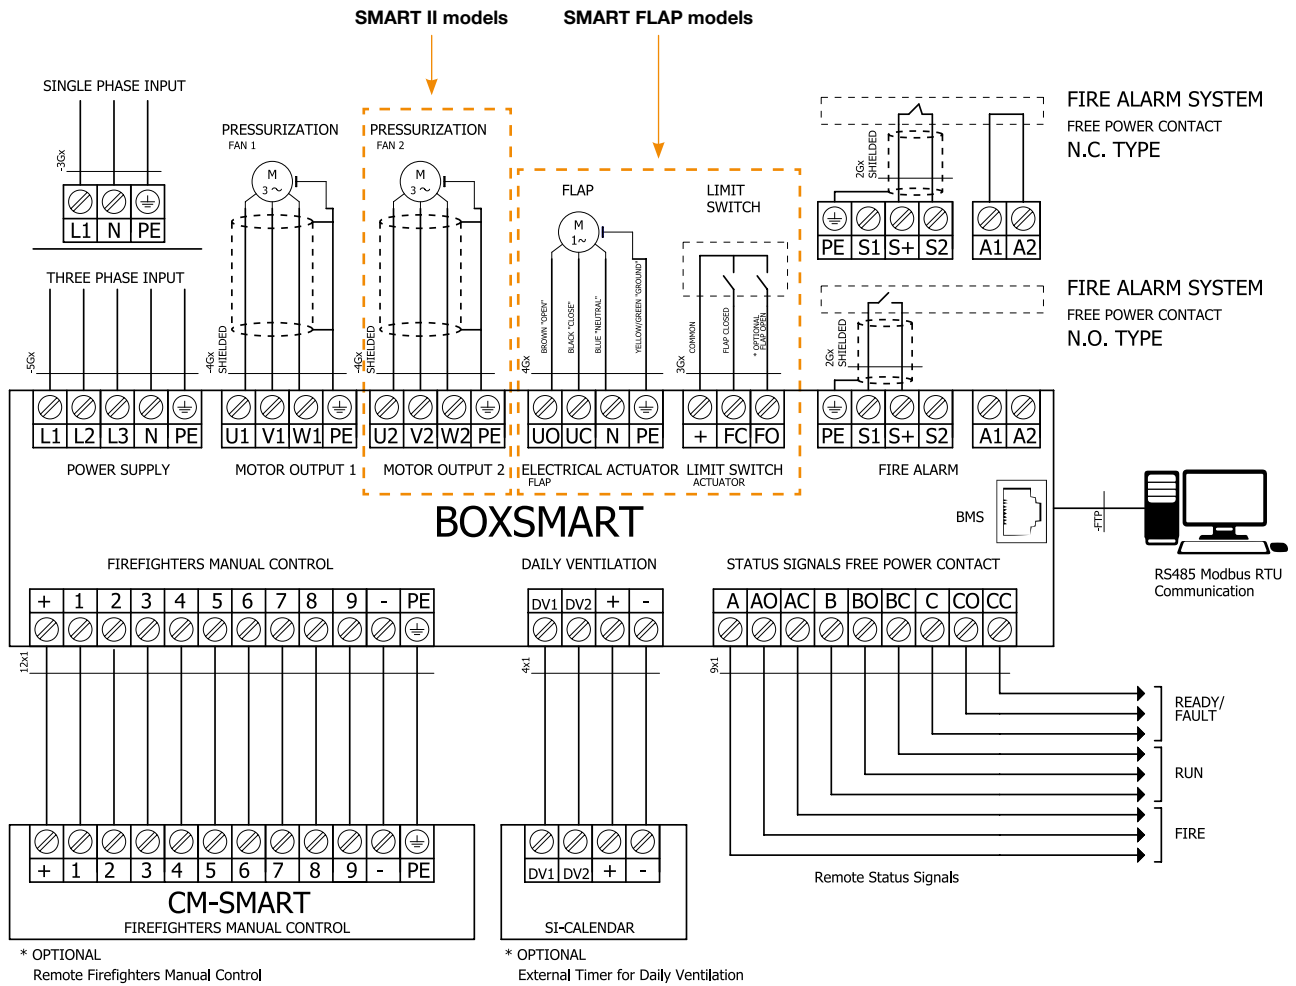 SMART II models
SMART FLAP models
SINGLE PHASE INPUT
-3Gx
L1 N PE
THREE PHASE INPUT
-5Gx
L1 L2 L3 N PE
POWER SUPPLY
PRESSURIZATION
FAN 1
M
3 ~
-4Gx
SHIELDED
U1 V1 W1 PE
MOTOR OUTPUT 1
PRESSURIZATION
FAN 2
M
3 ~
-4Gx
SHIELDED
U2 V2 W2 PE
MOTOR OUTPUT 2
FLAP
M
1~
BROWN "OPEN"
BLACK "CLOSE"
BLUE "NEUTRAL"
YELLOW/GREEN "GROUND"
4Gx
UO UC N PE
ELECTRICAL ACTUATOR
FLAP
LIMIT
SWITCH
COMMON
FLAP CLOSED
* OPTIONAL
FLAP OPEN
3Gx
+ FC FO
LIMIT SWITCH
ACTUATOR
FIRE ALARM SYSTEM
FREE POWER CONTACT
N.C. TYPE
2Gx
SHIELDED
PE S1 S+ S2 A1 A2
FIRE ALARM SYSTEM
FREE POWER CONTACT
N.O. TYPE
2Gx
SHIELDED
PE S1 S+ S2 A1 A2
FIRE ALARM
BOXSMART
BMS
-FTP
RS485 Modbus RTU
Communication
FIREFIGHTERS MANUAL CONTROL
+ 1 2 3 4 5 6 7 8 9 - PE
12x1
DAILY VENTILATION
DV1 DV2 + -
4x1
STATUS SIGNALS FREE POWER CONTACT
A AO AC B BO BC C CO CC
9x1
READY/
FAULT
RUN
FIRE
Remote Status Signals
+ 1 2 3 4 5 6 7 8 9 - PE
CM-SMART
FIREFIGHTERS MANUAL CONTROL
* OPTIONAL
Remote Firefighters Manual Control
DV1 DV2 + -
SI-CALENDAR
* OPTIONAL
External Timer for Daily Ventilation